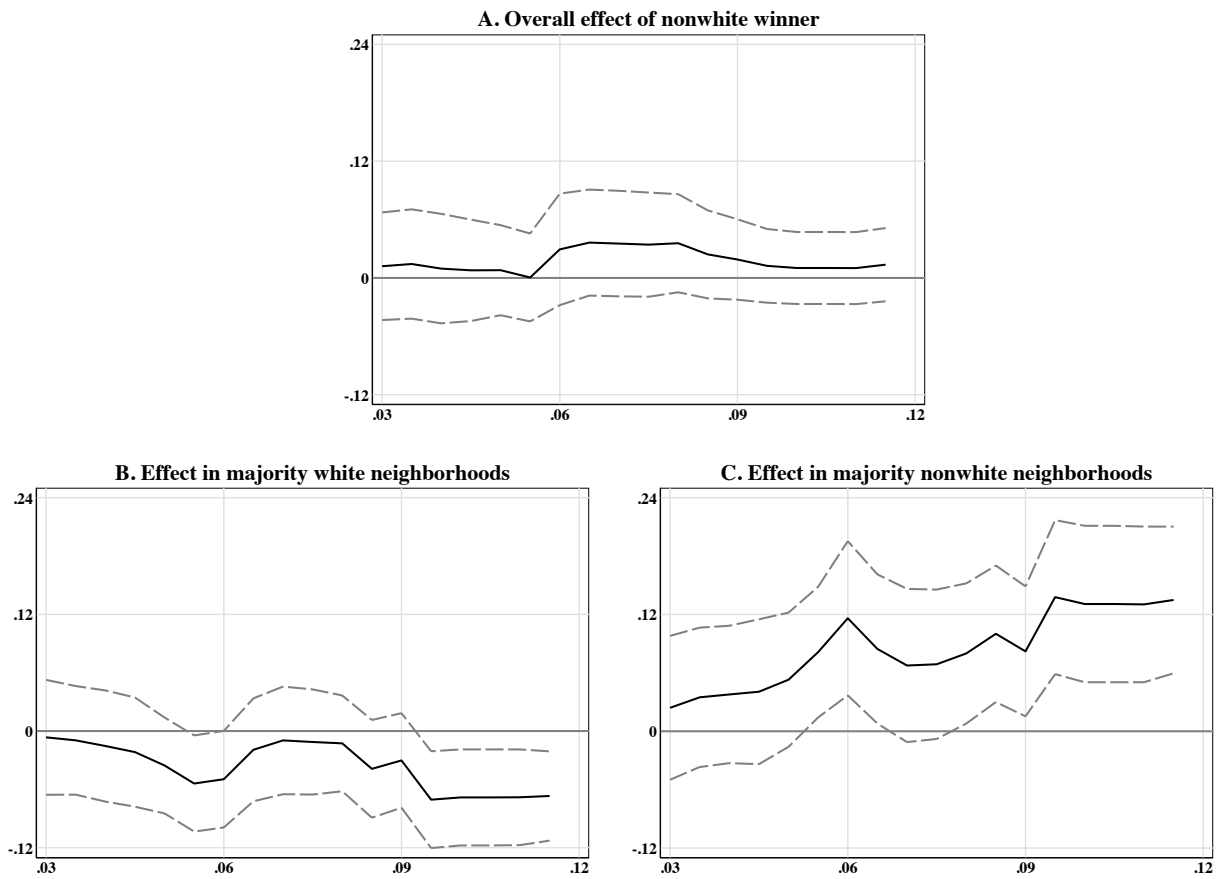 A. Overall effect of nonwhite winner
.24
.12
0
-.12
.03 .06 .09 .12
B. Effect in majority white neighborhoods
.24
.12
0
-.12
.03 .06 .09 .12
C. Effect in majority nonwhite neighborhoods
.24
.12
0
-.12
.03 .06 .09 .12